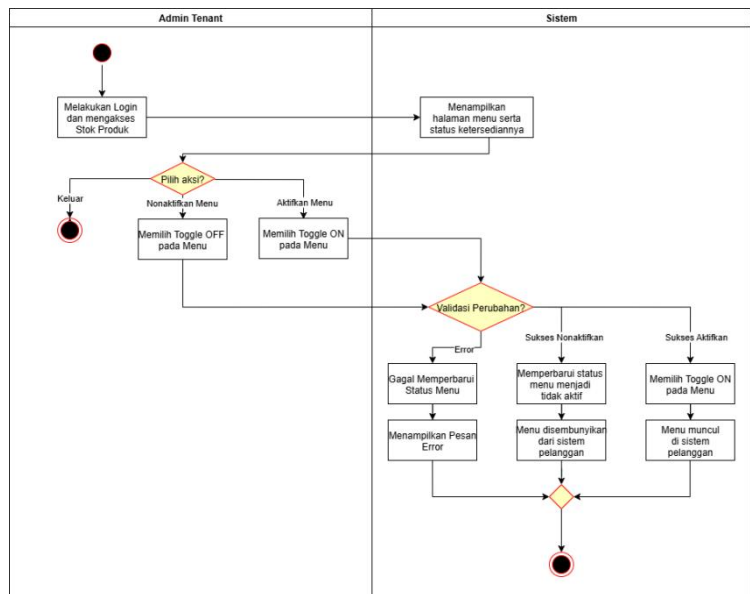 Admin Tenant
Sistem
Melakukan Login
dan mengakses
Stok Produk
Menampilkan
halaman menu serta
status ketersediannya
Pilih aksi?
Keluar
Nonaktifkan Menu
Aktifkan Menu
Memilih Toggle OFF
pada Menu
Memilih Toggle ON
pada Menu
Validasi Perubahan?
Error
Sukses Nonaktifkan
Sukses Aktifkan
Gagal Memperbarui
Status Menu
Memperbarui status
menu menjadi
tidak aktif
Memilih Toggle ON
pada Menu
Menampilkan Pesan
Error
Menu disembunyikan
dari sistem
pelanggan
Menu muncul
di sistem
pelanggan